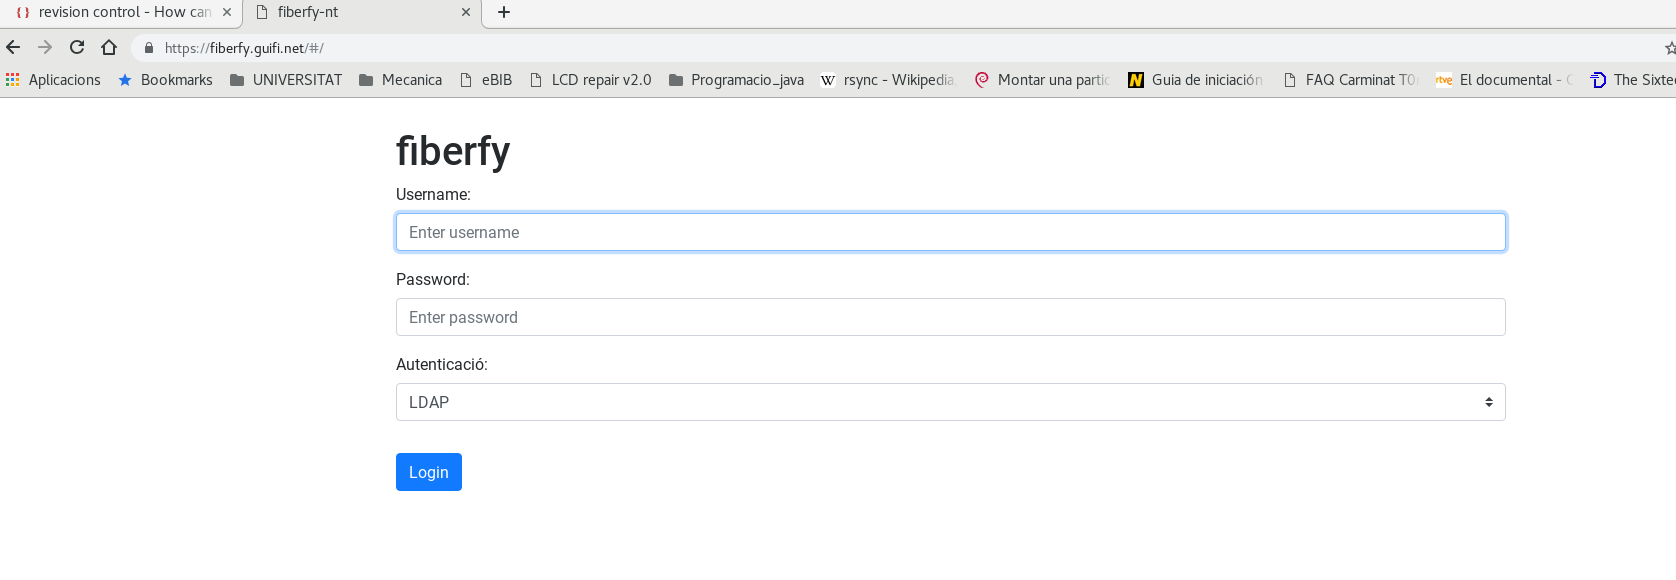 revision control - How can
fiberfy-nt
https://fiberfy.guifi.net/#/
Aplicacions Bookmarks UNIVERSITAT Mecanica eBIB LCD repair v2.0 Programacio_java W rsync - Wikipedia, Montar una partic N Guia de iniciación FAQ Carminat T0 rtve El documental - The Sixte
fiberfy
Username:
Enter username
Password:
Enter password
Autenticació:
LDAP
Login